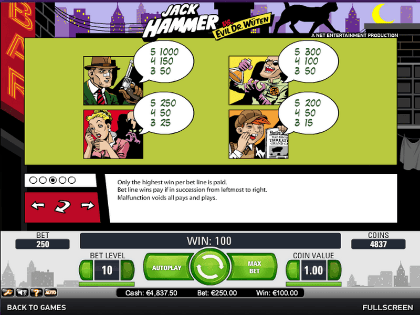 JACK
HAMMER
vs
EVIL DR. WÜTEN
A NET ENTERTAINMENT PRODUCTION
BAR
5 1000
4 150
3 50
5 300
4 100
3 50
5 250
4 50
3 25
5 200
4 50
3 15
Only the highest win per bet line is paid.
Bet line wins pay if in succession from leftmost to right.
Malfunction voids all pays and plays.
BET
250
WIN: 100
COINS
4837
BET LEVEL
10
AUTOPLAY
MAX
BET
COIN VALUE
1.00
Cash: €4,837.50 Bet: €250.00 Win: €100.00
BACK TO GAMES
FULLSCREEN